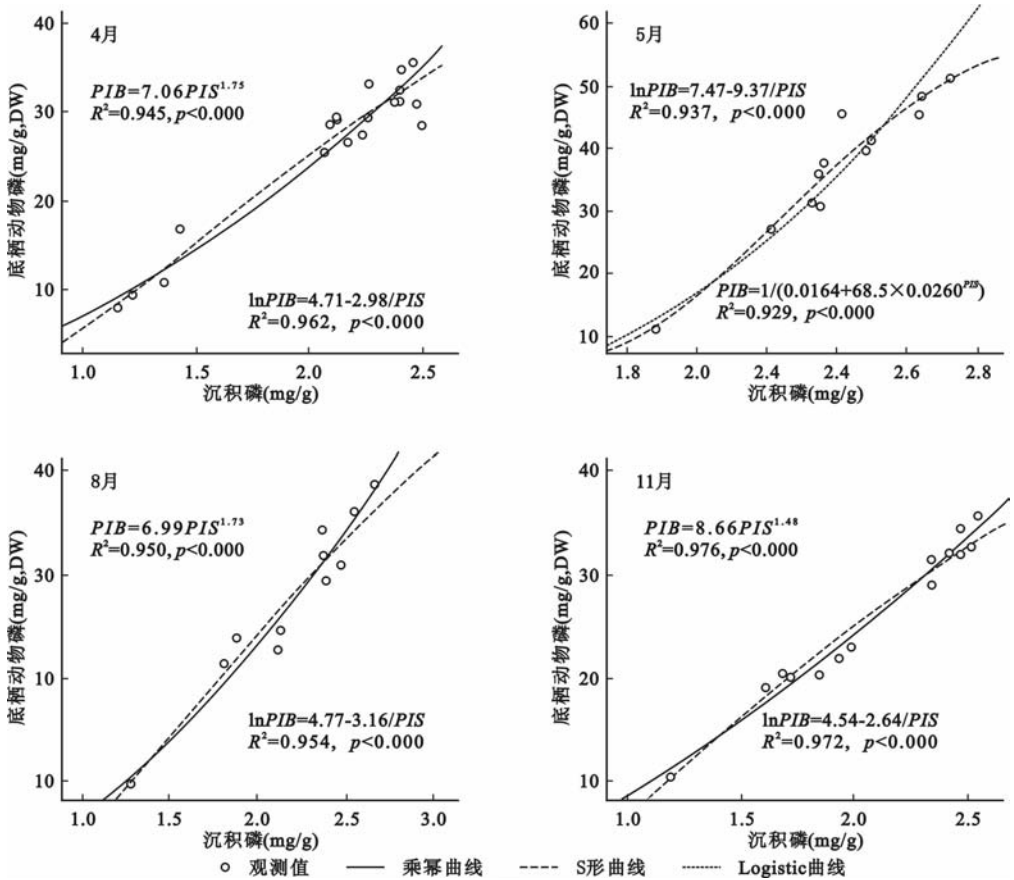 40
4月
PIB=7.06PIS^1.75
R²=0.945, p<0.000
30
20
10
lnPIB=4.71-2.98/PIS
R²=0.962, p<0.000
底栖动物磷(mg/g,DW)
1.0 1.5 2.0 2.5
沉积磷(mg/g)
60
5月
lnPIB=7.47-9.37/PIS
R²=0.937, p<0.000
50
40
30
20
10
PIB=1/(0.0164+68.5×0.0260^PIS)
R²=0.929, p<0.000
底栖动物磷(mg/g,DW)
1.8 2.0 2.4 2.6 2.8
沉积磷(mg/g)
40
8月
PIB=6.99PIS^1.73
R²=0.950, p<0.000
30
10
10
lnPIB=4.77-3.16/PIS
R²=0.954, p<0.000
底栖动物磷(mg/g,DW)
1.0 1.5 2.0 2.5 3.0
沉积磷(mg/g)
40
11月
PIB=8.66PIS^1.48
R²=0.976, p<0.000
30
20
10
lnPIB=4.54-2.64/PIS
R²=0.972, p<0.000
底栖动物磷(mg/g,DW)
1.0 1.5 2.0 2.5
沉积磷(mg/g)
观测值 乘幂曲线 S形曲线 Logistic曲线